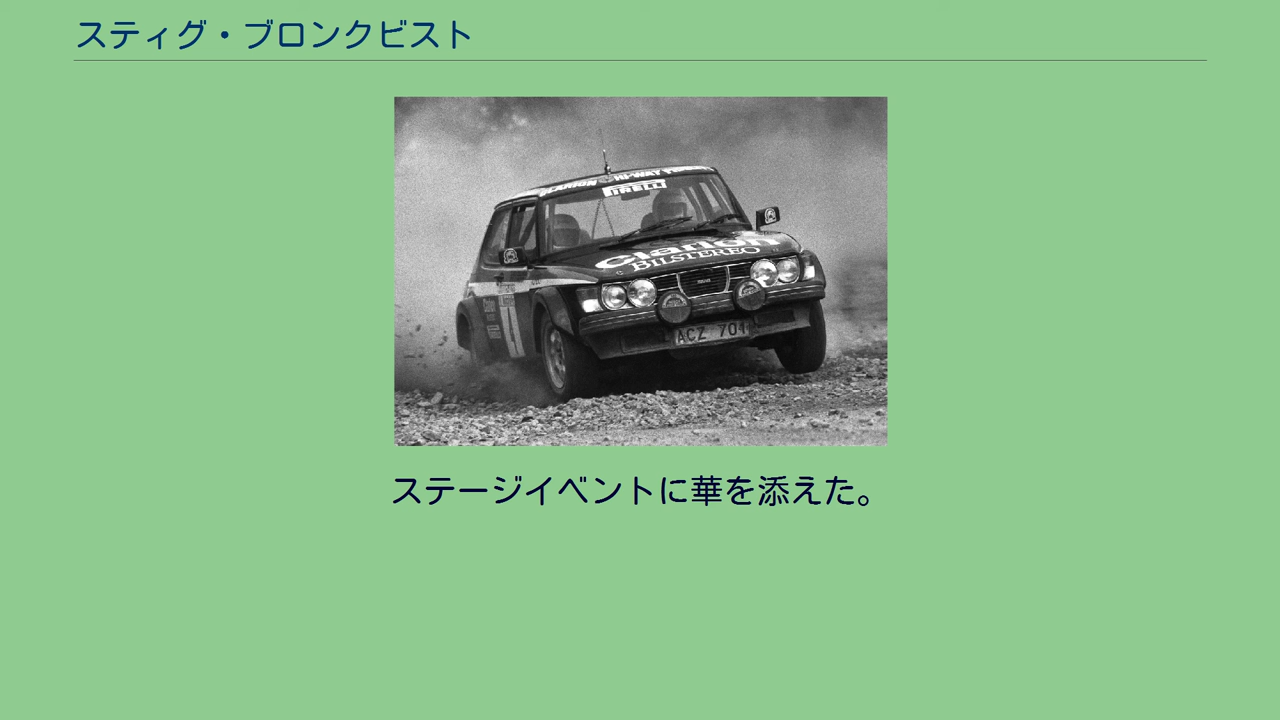 スティグ・ブロンクビスト
PIRELLI
Clarion
BILSTEREO
ACZ 704
ステージイベントに華を添えた。